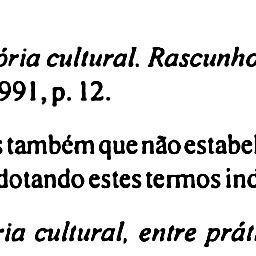 ória cultural. Rascunho
991, p. 12.
s também que não estabel
dotando estes termos ind
ria cultural, entre prát